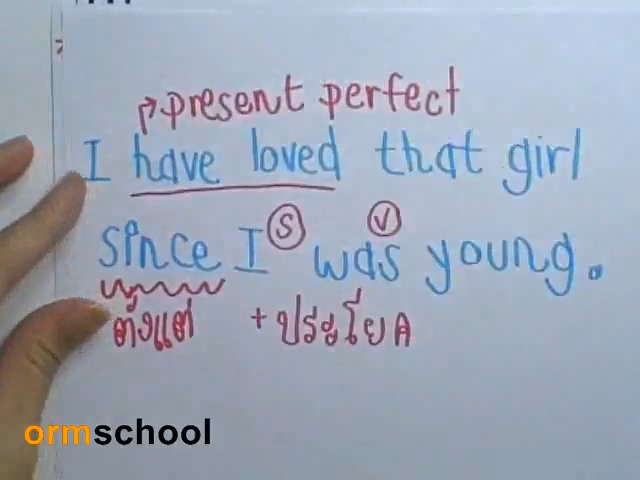 present perfect
I have loved that girl
S V
since I was young.
ตั้งแต่ + ประโยค
ormschool